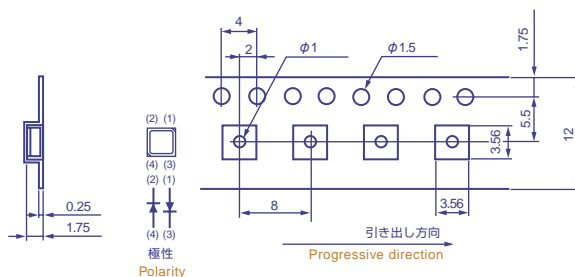 4
2
ϕ1
ϕ1.5
1.75
5.5
12
3.56
3.56
8
0.25
1.75
(2) (1)
(4) (3)
(2) (1)
(4) (3)
極性
Polarity
引き出し方向
Progressive direction